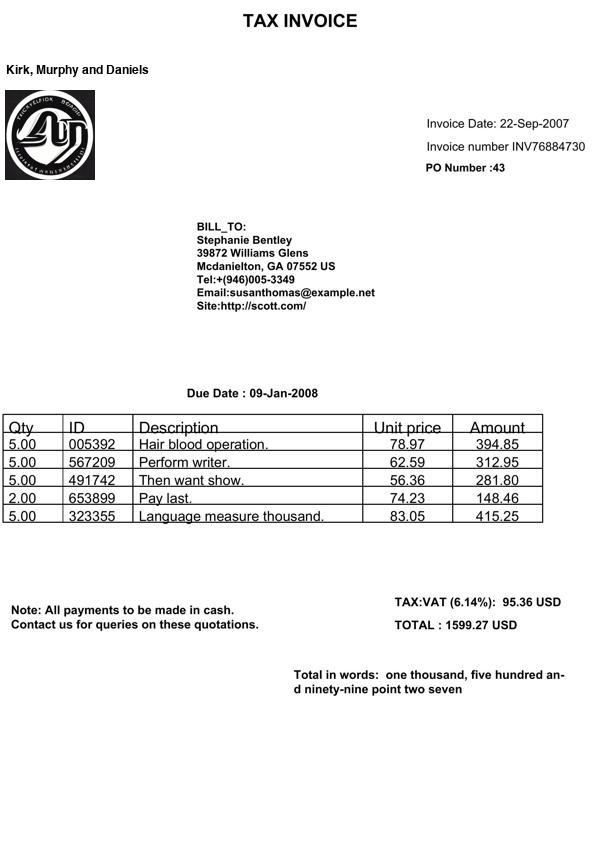 TAX INVOICE
Kirk, Murphy and Daniels
Invoice Date: 22-Sep-2007
Invoice number INV76884730
PO Number :43
BILL_TO:
Stephanie Bentley
39872 Williams Glens
Mcdanielton, GA 07552 US
Tel:+(946)005-3349
Email:susanthomas@example.net
Site:http://scott.com/
Due Date : 09-Jan-2008
Qty ID Description Unit price Amount
5.00 005392 Hair blood operation. 78.97 394.85
5.00 567209 Perform writer. 62.59 312.95
5.00 491742 Then want show. 56.36 281.80
2.00 653899 Pay last. 74.23 148.46
5.00 323355 Language measure thousand. 83.05 415.25
TAX:VAT (6.14%): 95.36 USD
Note: All payments to be made in cash.
Contact us for queries on these quotations.
TOTAL : 1599.27 USD
Total in words: one thousand, five hundred an-
d ninety-nine point two seven